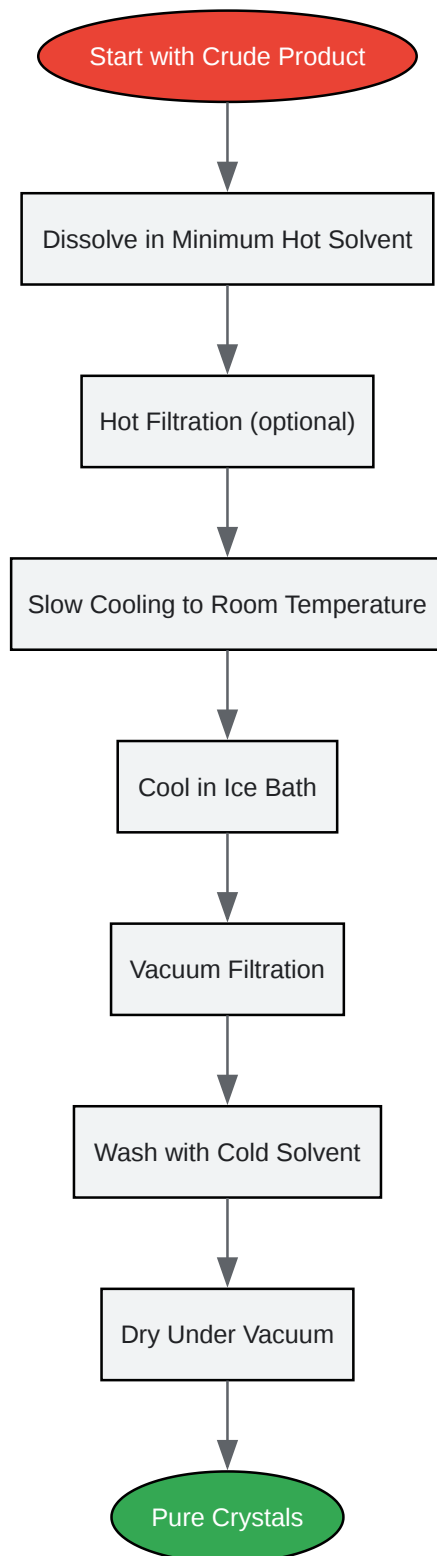 Start with Crude Product
Dissolve in Minimum Hot Solvent
Hot Filtration (optional)
Slow Cooling to Room Temperature
Cool in Ice Bath
Vacuum Filtration
Wash with Cold Solvent
Dry Under Vacuum
Pure Crystals